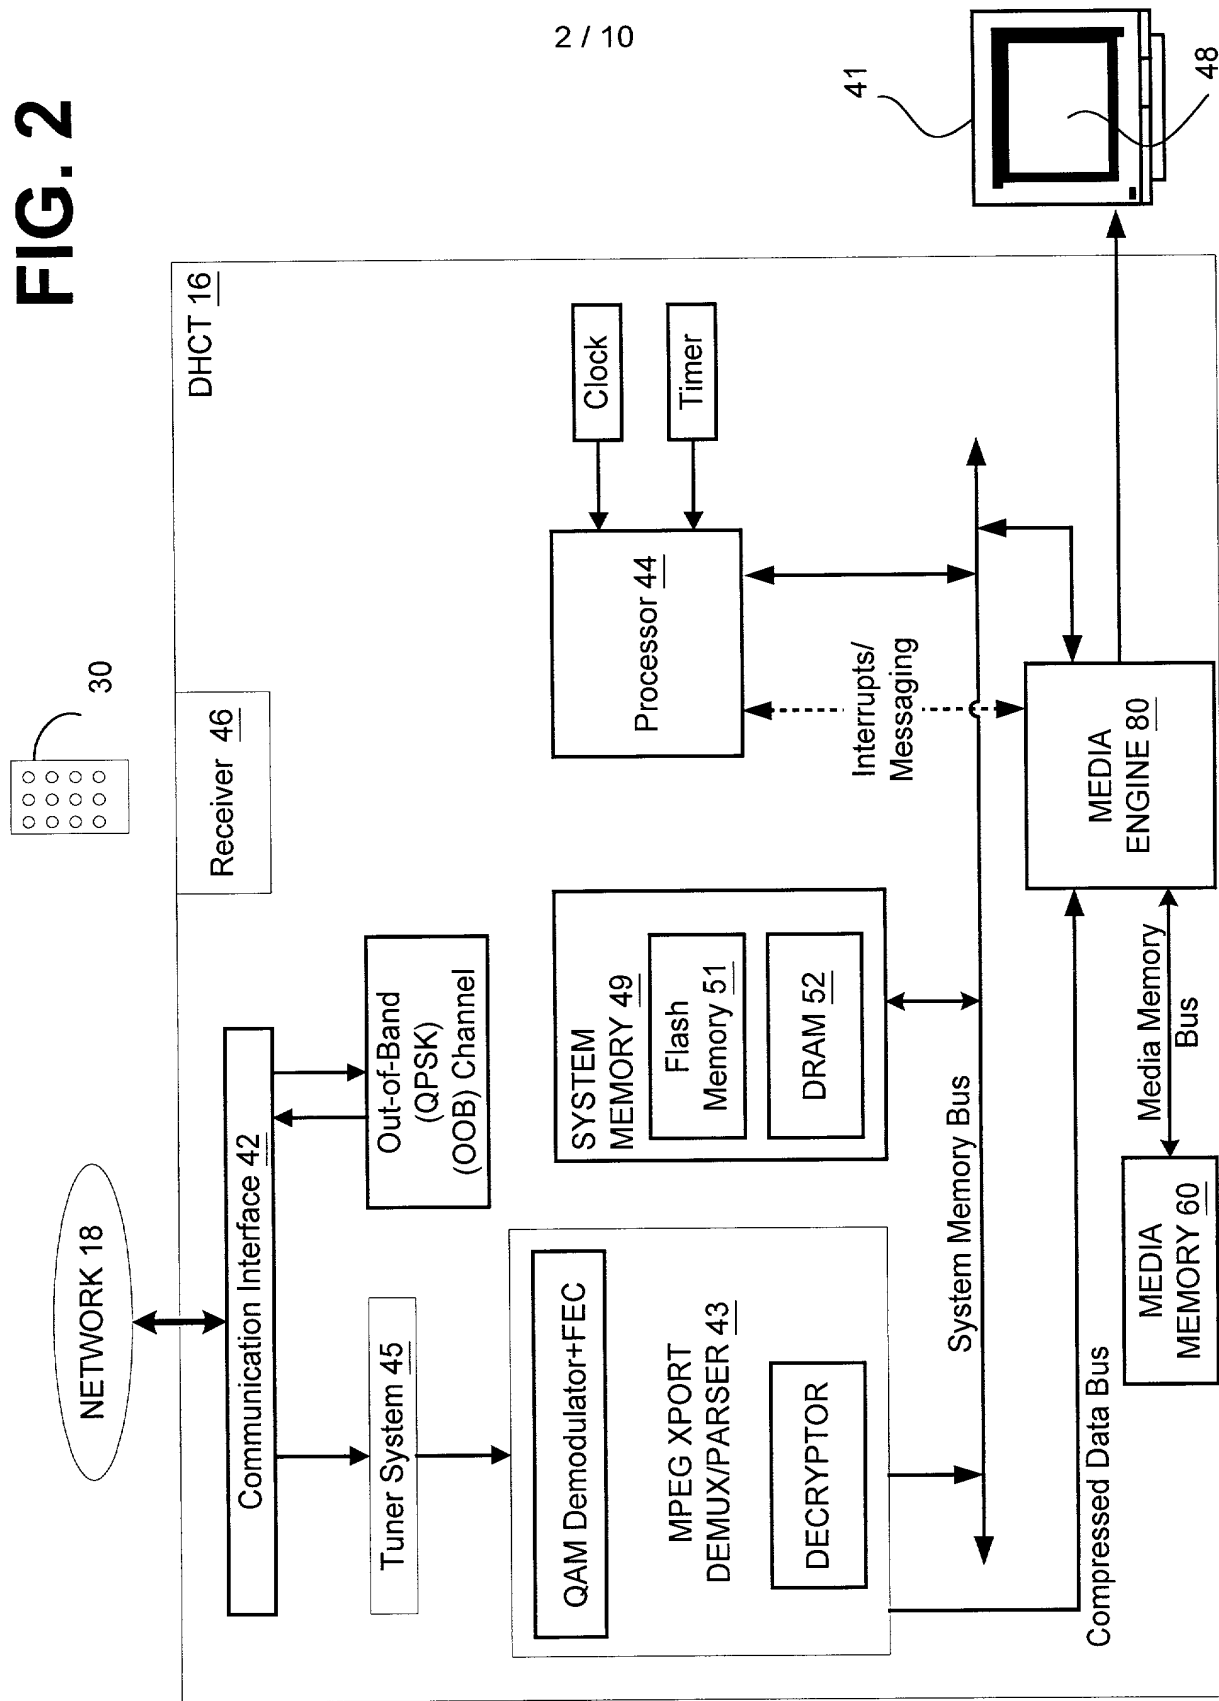 2 / 10
FIG. 2
NETWORK 18
30
41
48
DHCT 16
Communication Interface 42
Receiver 46
Tuner System 45
Out-of-Band
(QPSK)
(OOB) Channel
QAM Demodulator+FEC
MPEG XPORT
DEMUX/PARSER 43
DECRYPTOR
SYSTEM
MEMORY 49
Flash
Memory 51
DRAM 52
Processor 44
Clock
Timer
Interrupts/
Messaging
System Memory Bus
Compressed Data Bus
MEDIA
MEMORY 60
Media Memory
Bus
MEDIA
ENGINE 80